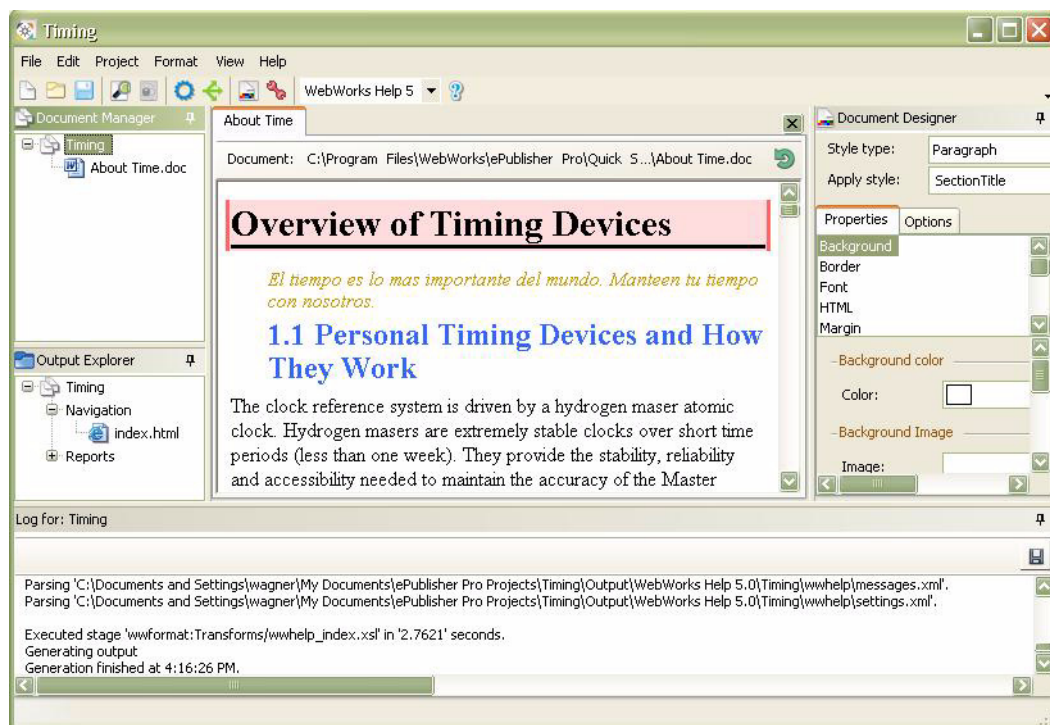 Timing
File Edit Project Format View Help
WebWorks Help 5
Document Manager
Timing
About Time.doc
About Time
Document: C:\Program Files\WebWorks\ePublisher Pro\Quick S...\About Time.doc
Overview of Timing Devices
El tiempo es lo mas importante del mundo. Manteen tu tiempo
con nosotros.
1.1 Personal Timing Devices and How
They Work
The clock reference system is driven by a hydrogen maser atomic
clock. Hydrogen masers are extremely stable clocks over short time
periods (less than one week). They provide the stability, reliability
and accessibility needed to maintain the accuracy of the Master
Document Designer
Style type: Paragraph
Apply style: SectionTitle
Properties Options
Background
Border
Font
HTML
Margin
Background color
Color:
Background Image
Image:
Output Explorer
Timing
Navigation
index.html
Reports
Log for: Timing
Parsing 'C:\Documents and Settings\wagner\My Documents\ePublisher Pro Projects\Timing\Output\WebWorks Help 5.0\Timing\wwhelp\messages.xml'.
Parsing 'C:\Documents and Settings\wagner\My Documents\ePublisher Pro Projects\Timing\Output\WebWorks Help 5.0\Timing\wwhelp\settings.xml'.
Executed stage 'wwformat:Transforms/wwhelp_index.xsl' in '2.7621' seconds.
Generating output
Generation finished at 4:16:26 PM.